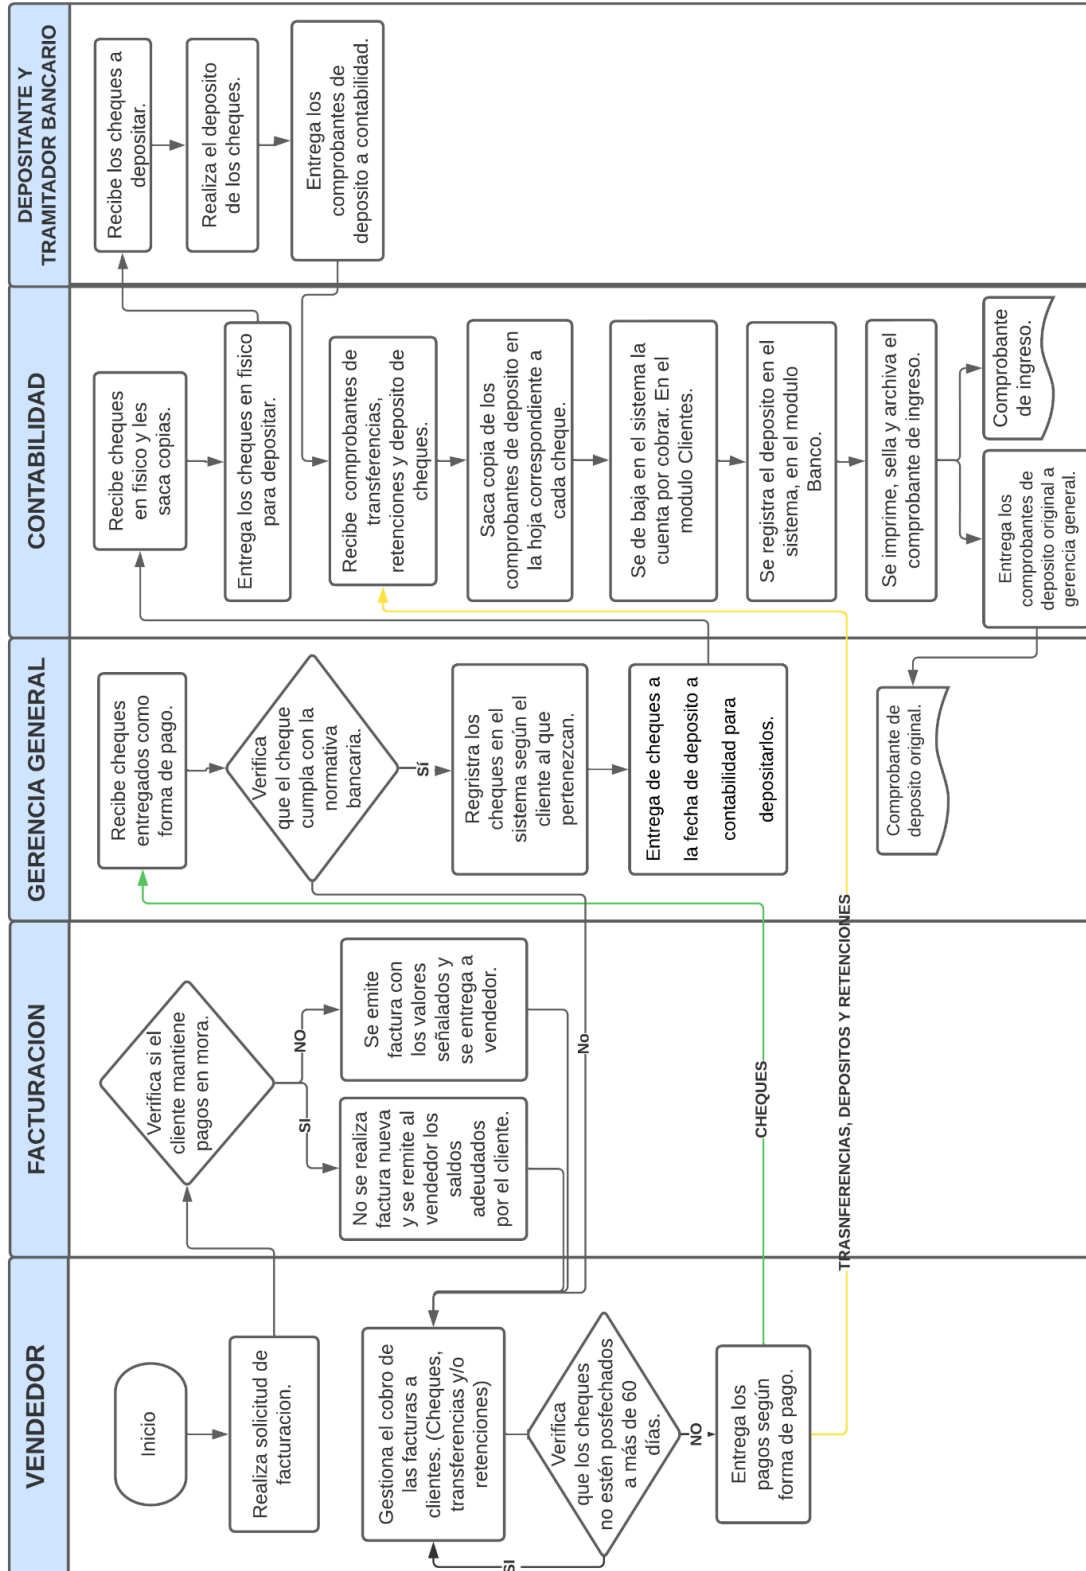 VENDEDOR
Inicio
Realiza solicitud de
facturacion.
Gestiona el cobro de
las facturas a
clientes. (Cheques,
transferencias y/o
retenciones)
Verifica
que los cheques
no estén posfechados
a más de 60
días.
SI
NO
Entrega los
pagos según
forma de pago.
FACTURACION
Verifica si el
cliente mantiene
pagos en mora.
SI
NO
No se realiza
factura nueva
y se remite al
vendedor los
saldos
adeudados
por el cliente.
Se emite
factura con
los valores
señalados y
se entrega a
vendedor.
No
CHEQUES
TRASNFERENCIAS, DEPOSITOS Y RETENCIONES
GERENCIA GENERAL
Recibe cheques
entregados como
forma de pago.
Verifica
que el cheque
cumpla con la
normativa
bancaria.
Sí
Regristra los
cheques en el
sistema según el
cliente al que
pertenezcan.
Entrega de cheques a
la fecha de deposito a
contabilidad para
depositarlos.
Comprobante de
deposito original.
CONTABILIDAD
Recibe cheques
en fisico y les
saca copias.
Entrega los cheques en fisico
para depositar.
Recibe comprobantes de
transferencias,
retenciones y deposito de
cheques.
Saca copia de los
comprobantes de deposito en
la hoja correspondiente a
cada cheque.
Se de baja en el sistema la
cuenta por cobrar. En el
modulo Clientes.
Se registra el deposito en el
sistema, en el modulo
Banco.
Se imprime, sella y archiva el
comprobante de ingreso.
Entrega los
comprobantes de
deposito original a
gerencia general.
Comprobante
de ingreso.
DEPOSITANTE Y
TRAMITADOR BANCARIO
Recibe los cheques a
depositar.
Realiza el deposito
de los cheques.
Entrega los
comprobantes de
deposito a contabilidad.